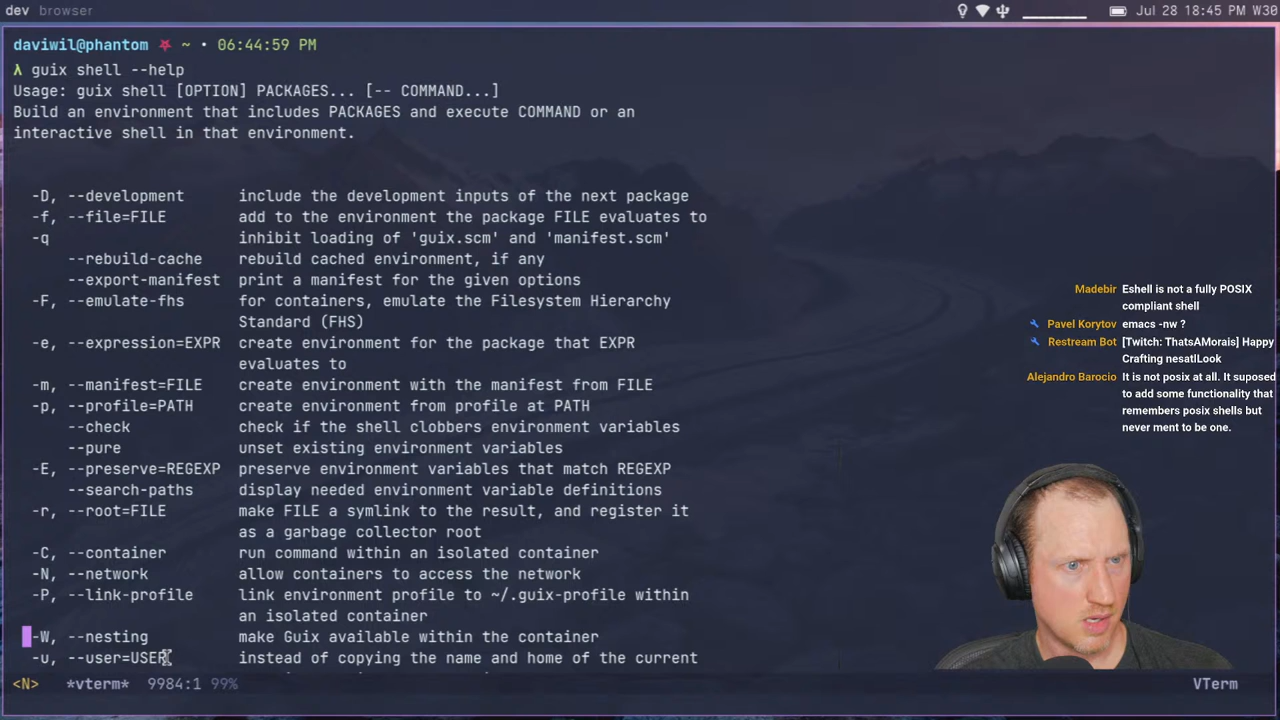 dev browser
Jul 28 18:45 W30
daviwil@phantom ~ • 06:44:59 PM
λ guix shell --help
Usage: guix shell [OPTION] PACKAGES... [-- COMMAND...]
Build an environment that includes PACKAGES and execute COMMAND or an
interactive shell in that environment.
-D, --development include the development inputs of the next package
-f, --file=FILE add to the environment the package FILE evaluates to
-q inhibit loading of 'guix.scm' and 'manifest.scm'
--rebuild-cache rebuild cached environment, if any
--export-manifest print a manifest for the given options
-F, --emulate-fhs for containers, emulate the Filesystem Hierarchy
Standard (FHS)
-e, --expression=EXPR create environment for the package that EXPR
evaluates to
-m, --manifest=FILE create environment with the manifest from FILE
-p, --profile=PATH create environment from profile at PATH
--check check if the shell clobbers environment variables
--pure unset existing environment variables
-E, --preserve=REGEXP preserve environment variables that match REGEXP
--search-paths display needed environment variable definitions
-r, --root=FILE make FILE a symlink to the result, and register it
as a garbage collector root
-C, --container run command within an isolated container
-N, --network allow containers to access the network
-P, --link-profile link environment profile to ~/.guix-profile within
an isolated container
-W, --nesting make Guix available within the container
-u, --user=USER instead of copying the name and home of the current
<N> *vterm* 9984:1 99% VTerm
Madebir Eshell is not a fully POSIX
compliant shell
Pavel Korytov emacs -nw ?
Restream Bot [Twitch: ThatsAMorais] Happy
Crafting nesatlLook
Alejandro Barocio It is not posix at all. It suposed
to add some functionality that
remembers posix shells but
never ment to be one.